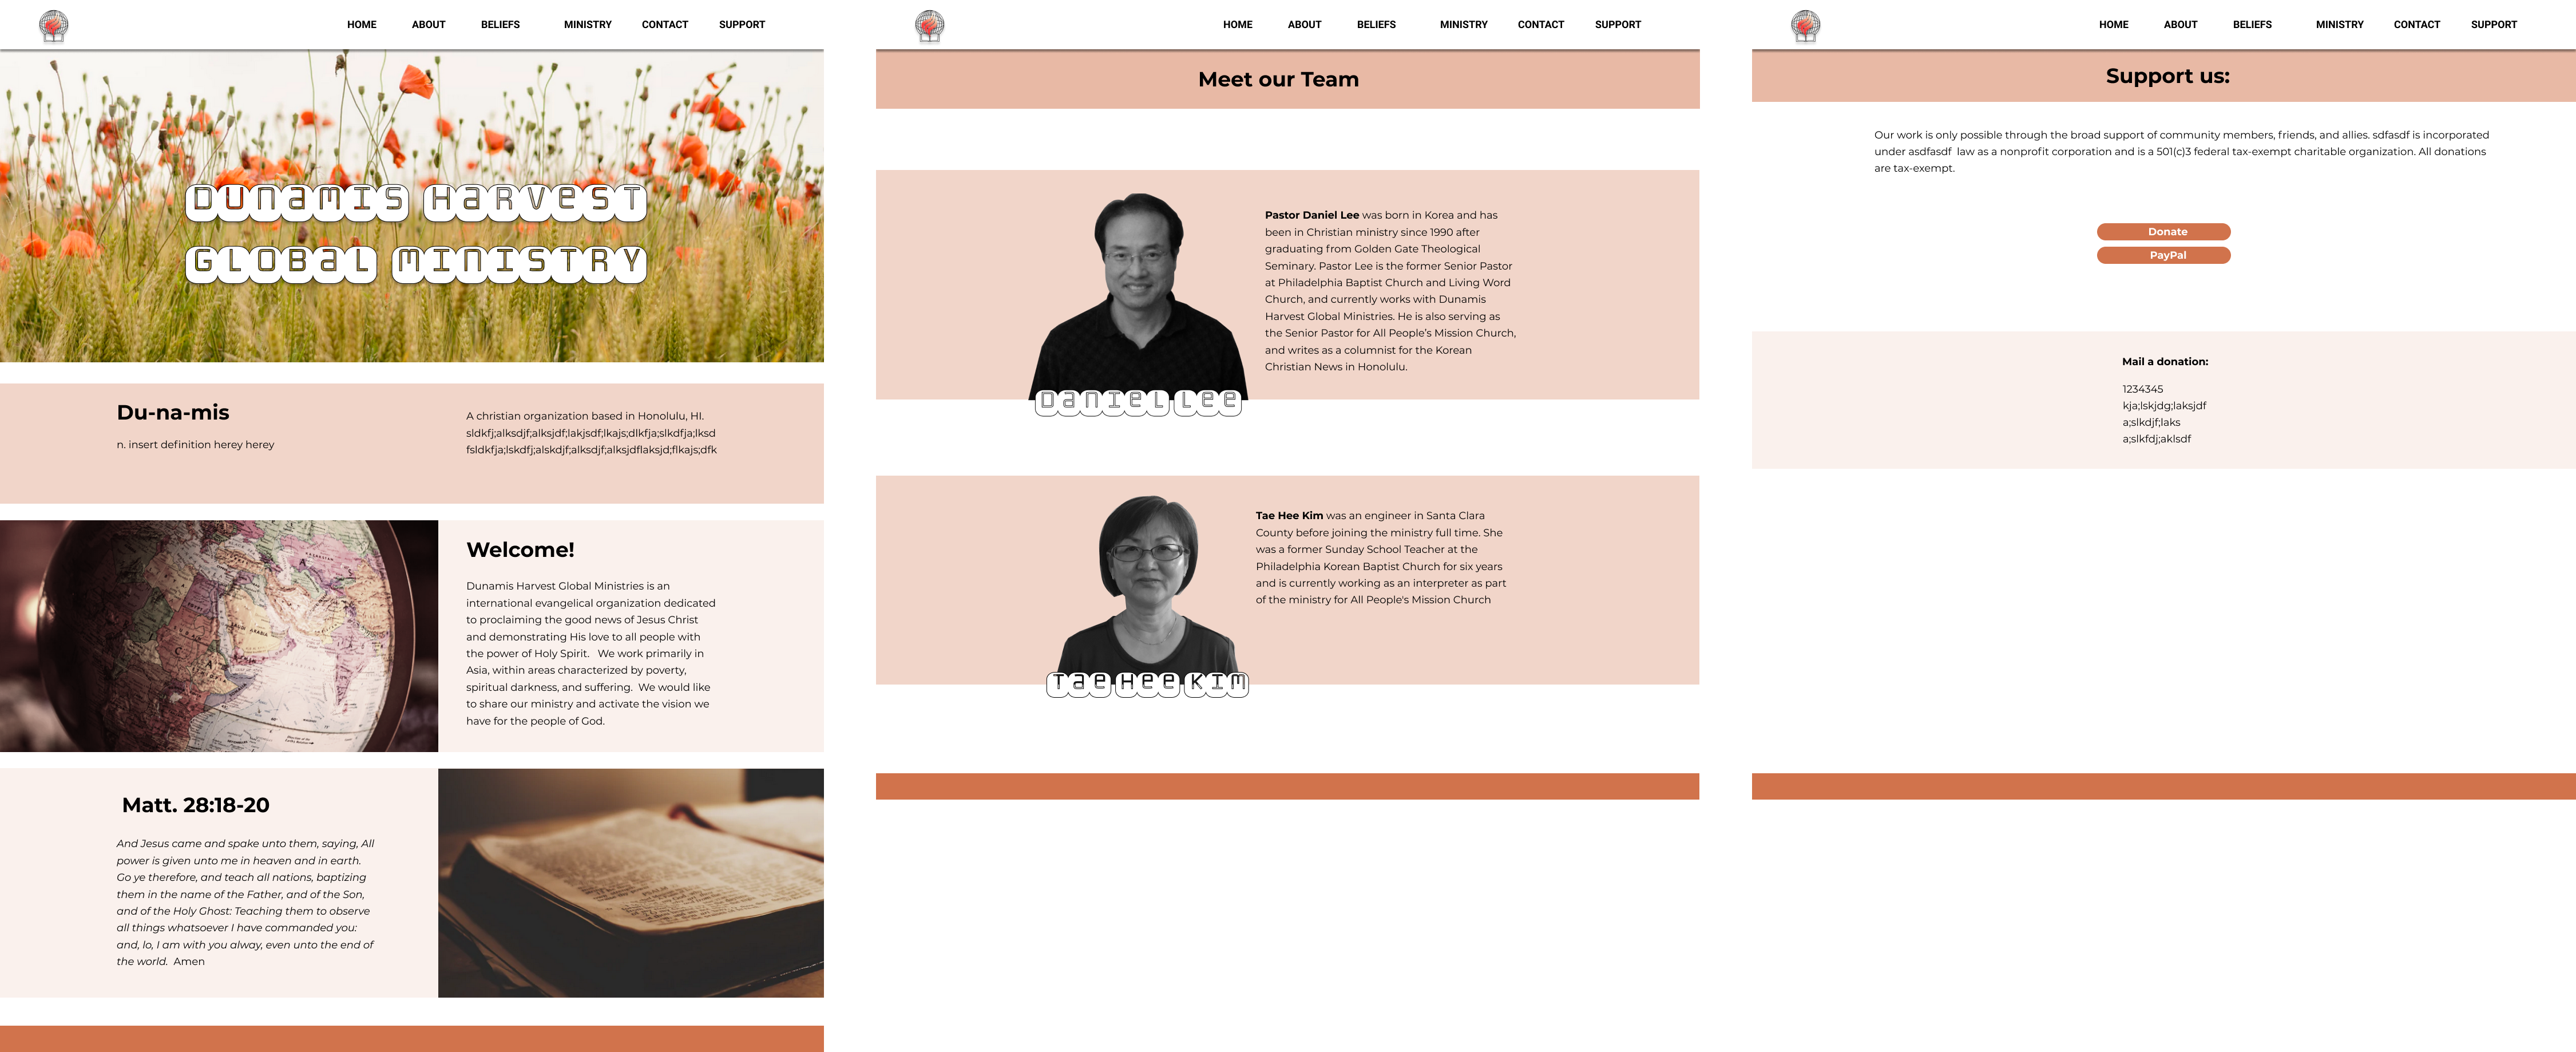 HOME ABOUT BELIEFS MINISTRY CONTACT SUPPORT
DUNAMIS HARVEST
GLOBAL MINISTRY
Du-na-mis
n. insert definition herey herey
A christian organization based in Honolulu, HI.
sldkfj;alksdjf;alksjdf;lakjsdf;lkajs;dlkfja;slkdfja;lksd
fsldkfja;lskdfj;alskdjf;alksdjf;alksjdflaksjd;flkajs;dfk
Welcome!
Dunamis Harvest Global Ministries is an
international evangelical organization dedicated
to proclaiming the good news of Jesus Christ
and demonstrating His love to all people with
the power of Holy Spirit.   We work primarily in
Asia, within areas characterized by poverty,
spiritual darkness, and suffering.  We would like
to share our ministry and activate the vision we
have for the people of God.
Matt. 28:18-20
And Jesus came and spake unto them, saying, All
power is given unto me in heaven and in earth.
Go ye therefore, and teach all nations, baptizing
them in the name of the Father, and of the Son,
and of the Holy Ghost: Teaching them to observe
all things whatsoever I have commanded you:
and, lo, I am with you alway, even unto the end of
the world.  Amen
HOME ABOUT BELIEFS MINISTRY CONTACT SUPPORT
Meet our Team
Pastor Daniel Lee was born in Korea and has
been in Christian ministry since 1990 after
graduating from Golden Gate Theological
Seminary. Pastor Lee is the former Senior Pastor
at Philadelphia Baptist Church and Living Word
Church, and currently works with Dunamis
Harvest Global Ministries. He is also serving as
the Senior Pastor for All People's Mission Church,
and writes as a columnist for the Korean
Christian News in Honolulu.
Daniel Lee
Tae Hee Kim was an engineer in Santa Clara
County before joining the ministry full time. She
was a former Sunday School Teacher at the
Philadelphia Korean Baptist Church for six years
and is currently working as an interpreter as part
of the ministry for All People's Mission Church
Tae Hee Kim
HOME ABOUT BELIEFS MINISTRY CONTACT SUPPORT
Support us:
Our work is only possible through the broad support of community members, friends, and allies. sdfasdf is incorporated
under asdfasdf  law as a nonprofit corporation and is a 501(c)3 federal tax-exempt charitable organization. All donations
are tax-exempt.
Donate
PayPal
Mail a donation:
1234345
kja;lskjdg;laksjdf
a;slkdjf;laks
a;slkfdj;aklsdf